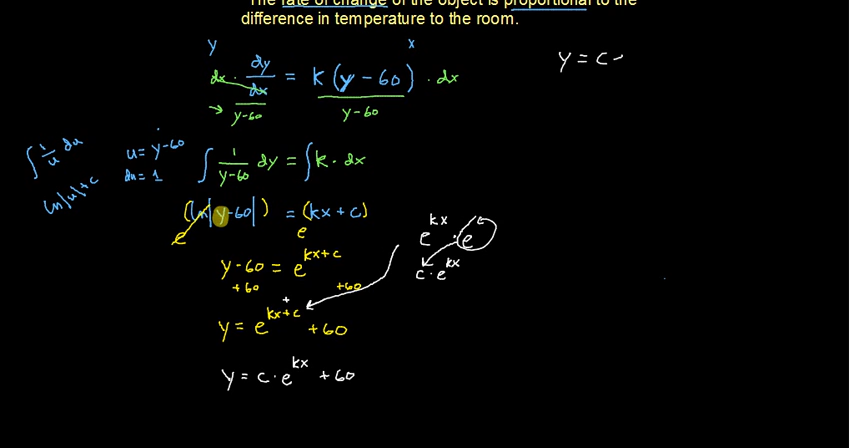 The rate of change of the object is proportional to the
difference in temperature to the room.
y x
dx · dy/dx = k (y - 60) · dx
→ y-60 y-60
y = c ·
∫ 1/u du u = y-60
du = 1
ln|u|+c
∫ 1/(y-60) dy = ∫ k · dx
(ln|y-60|) = (kx + c)
e e
y - 60 = e^(kx+c)
+60 +60
e^(kx) · e^c
c · e^(kx)
y = e^(kx+c) + 60
y = c · e^(kx) + 60